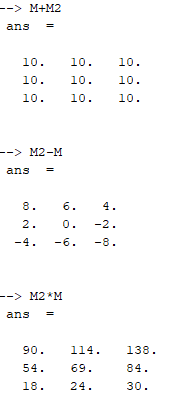 --> M+M2
ans  =
10.   10.   10.
10.   10.   10.
10.   10.   10.
--> M2-M
ans  =
8.   6.   4.
2.   0.  -2.
-4.  -6.  -8.
--> M2*M
ans  =
90.   114.   138.
54.   69.    84.
18.   24.    30.